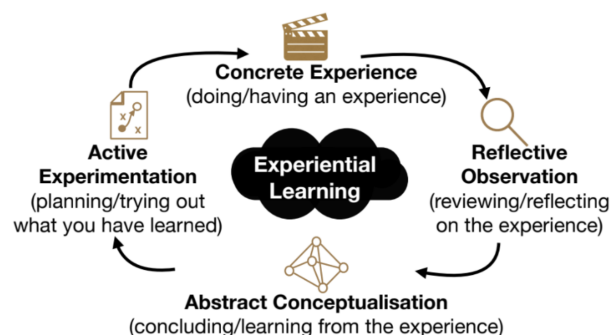 Concrete Experience
(doing/having an experience)
Active
Experimentation
(planning/trying out
what you have learned)
Experiential
Learning
Reflective
Observation
(reviewing/reflecting
on the experience)
Abstract Conceptualisation
(concluding/learning from the experience)